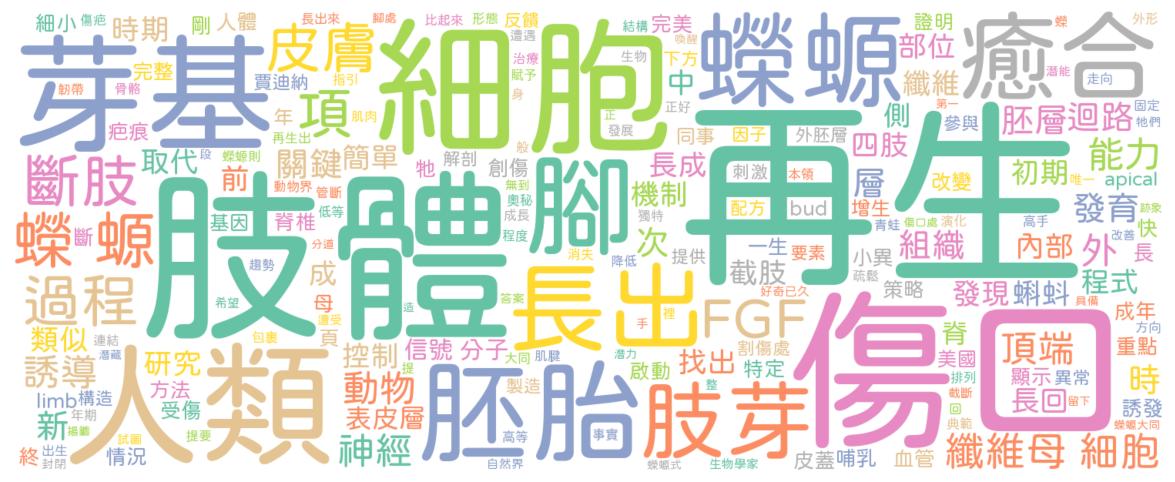 細小 傷疤 時期 剛 人體 皮膚 長出來 腳處 比起來 形態 反饋 遭遇 結構 完美 喚醒 證明 蠑 外形
芽基 完整 賈迪納 項 細胞 治療 賦予 生物 下方 中 蠑螈 部位 纖維 癒合 潛能 走向
韌帶 骨骼 年 肌肉 指引 身 正 發展 正好 第一 固定 牠們
疤痕 再生出 般 同事 因子 外胚層 側 參與 胚層 迴路
斷肢 取代 段 蠑螈則 關鍵 簡單 牠 解剖 創傷 腳 長成 刺激 本領 再生 四肢 初期 能力 唯一
前 動物界 管斷 無到 奧秘 機制 層 改變 apical
蠑螈 斷 基因 脊椎 低等 肢體 成長 獨特 次 配方 bud 增生 傷口處 演化 高手 發育 跡象
分道 程度 消失 降低 提供 一生 要素 青蛙 組織 內部 改善 外 快 長
過程 趨勢 成 希望 母 造 答案 長出 手 裡 截肢 好奇已久 小異 疏鬆 策略 發現 蝌蚪 程式 具備
類似 連結 潛藏 包裹 遭受 頁 FGF 傷口 脊 成年 方向
誘導 研究 人類 控制 提 信號 分子 大同 肌腱 潛力 割傷處 找出 美國 頂端 重點
limb 構造 方法 動物 胚胎 製造 啟動 特定 整 排列 顯示 異常 時
新 年期 揭櫫 受傷 表皮層 肢芽 截斷 長回 留下 誘發
試圖 提要 高等 事實 回 典範 蠑螈大同
終 出生 封閉 情況 神經 自然界 蠑螈式 生物學家 皮蓋 哺乳 血管 纖維母 細胞